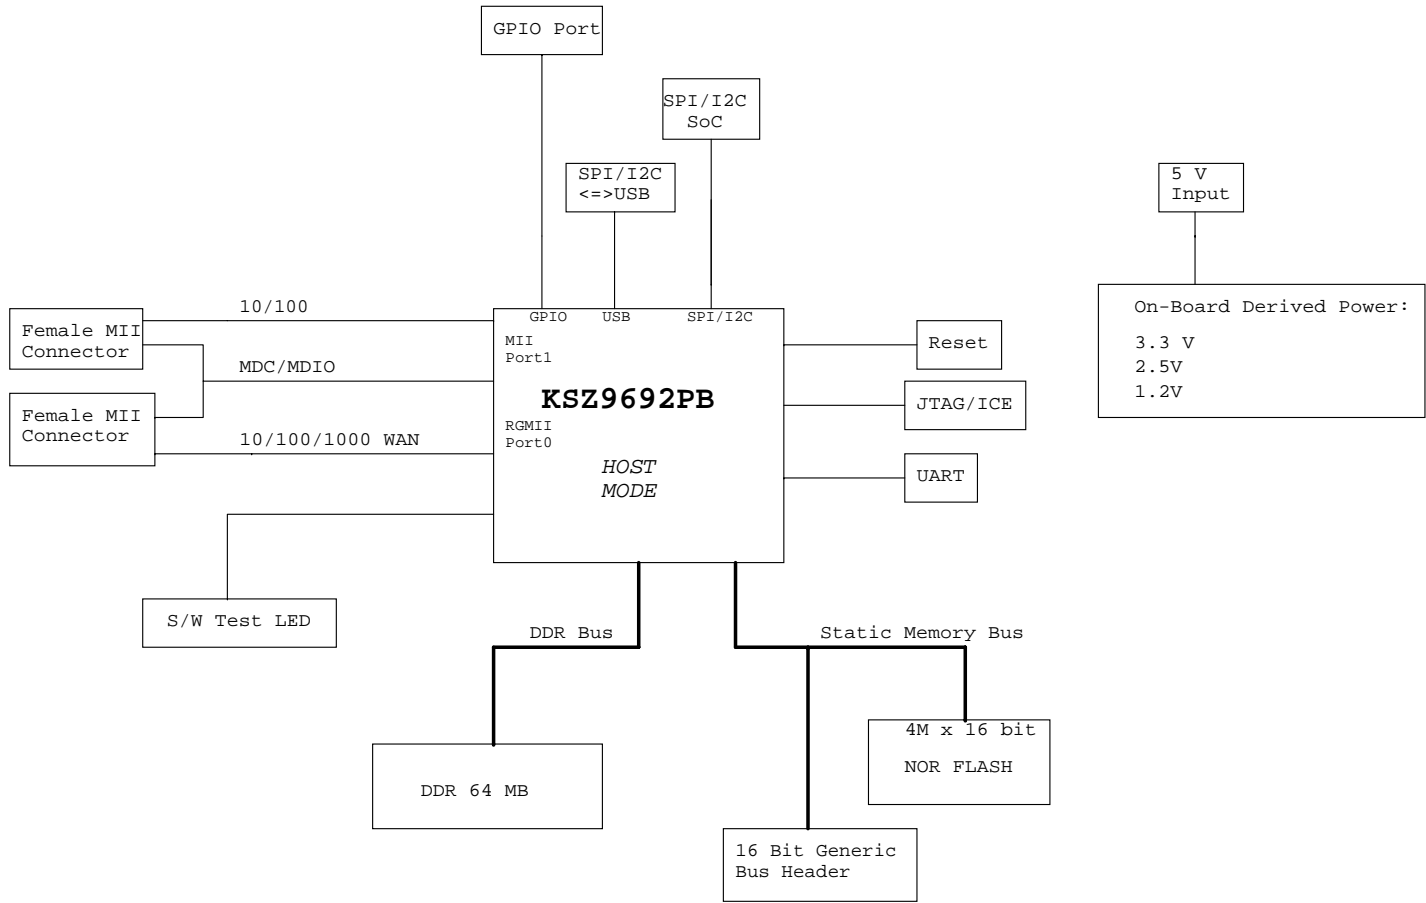 GPIO Port
SPI/I2C
SoC
SPI/I2C
<=>USB
5 V
Input
10/100
Female MII
Connector
MDC/MDIO
Female MII
Connector
10/100/1000 WAN
GPIO
USB
SPI/I2C
MII
Port1
KSZ9692PB
RGMII
Port0
HOST
MODE
Reset
JTAG/ICE
UART
On-Board Derived Power:
3.3 V
2.5V
1.2V
S/W Test LED
DDR Bus
Static Memory Bus
4M x 16 bit
NOR FLASH
DDR 64 MB
16 Bit Generic
Bus Header